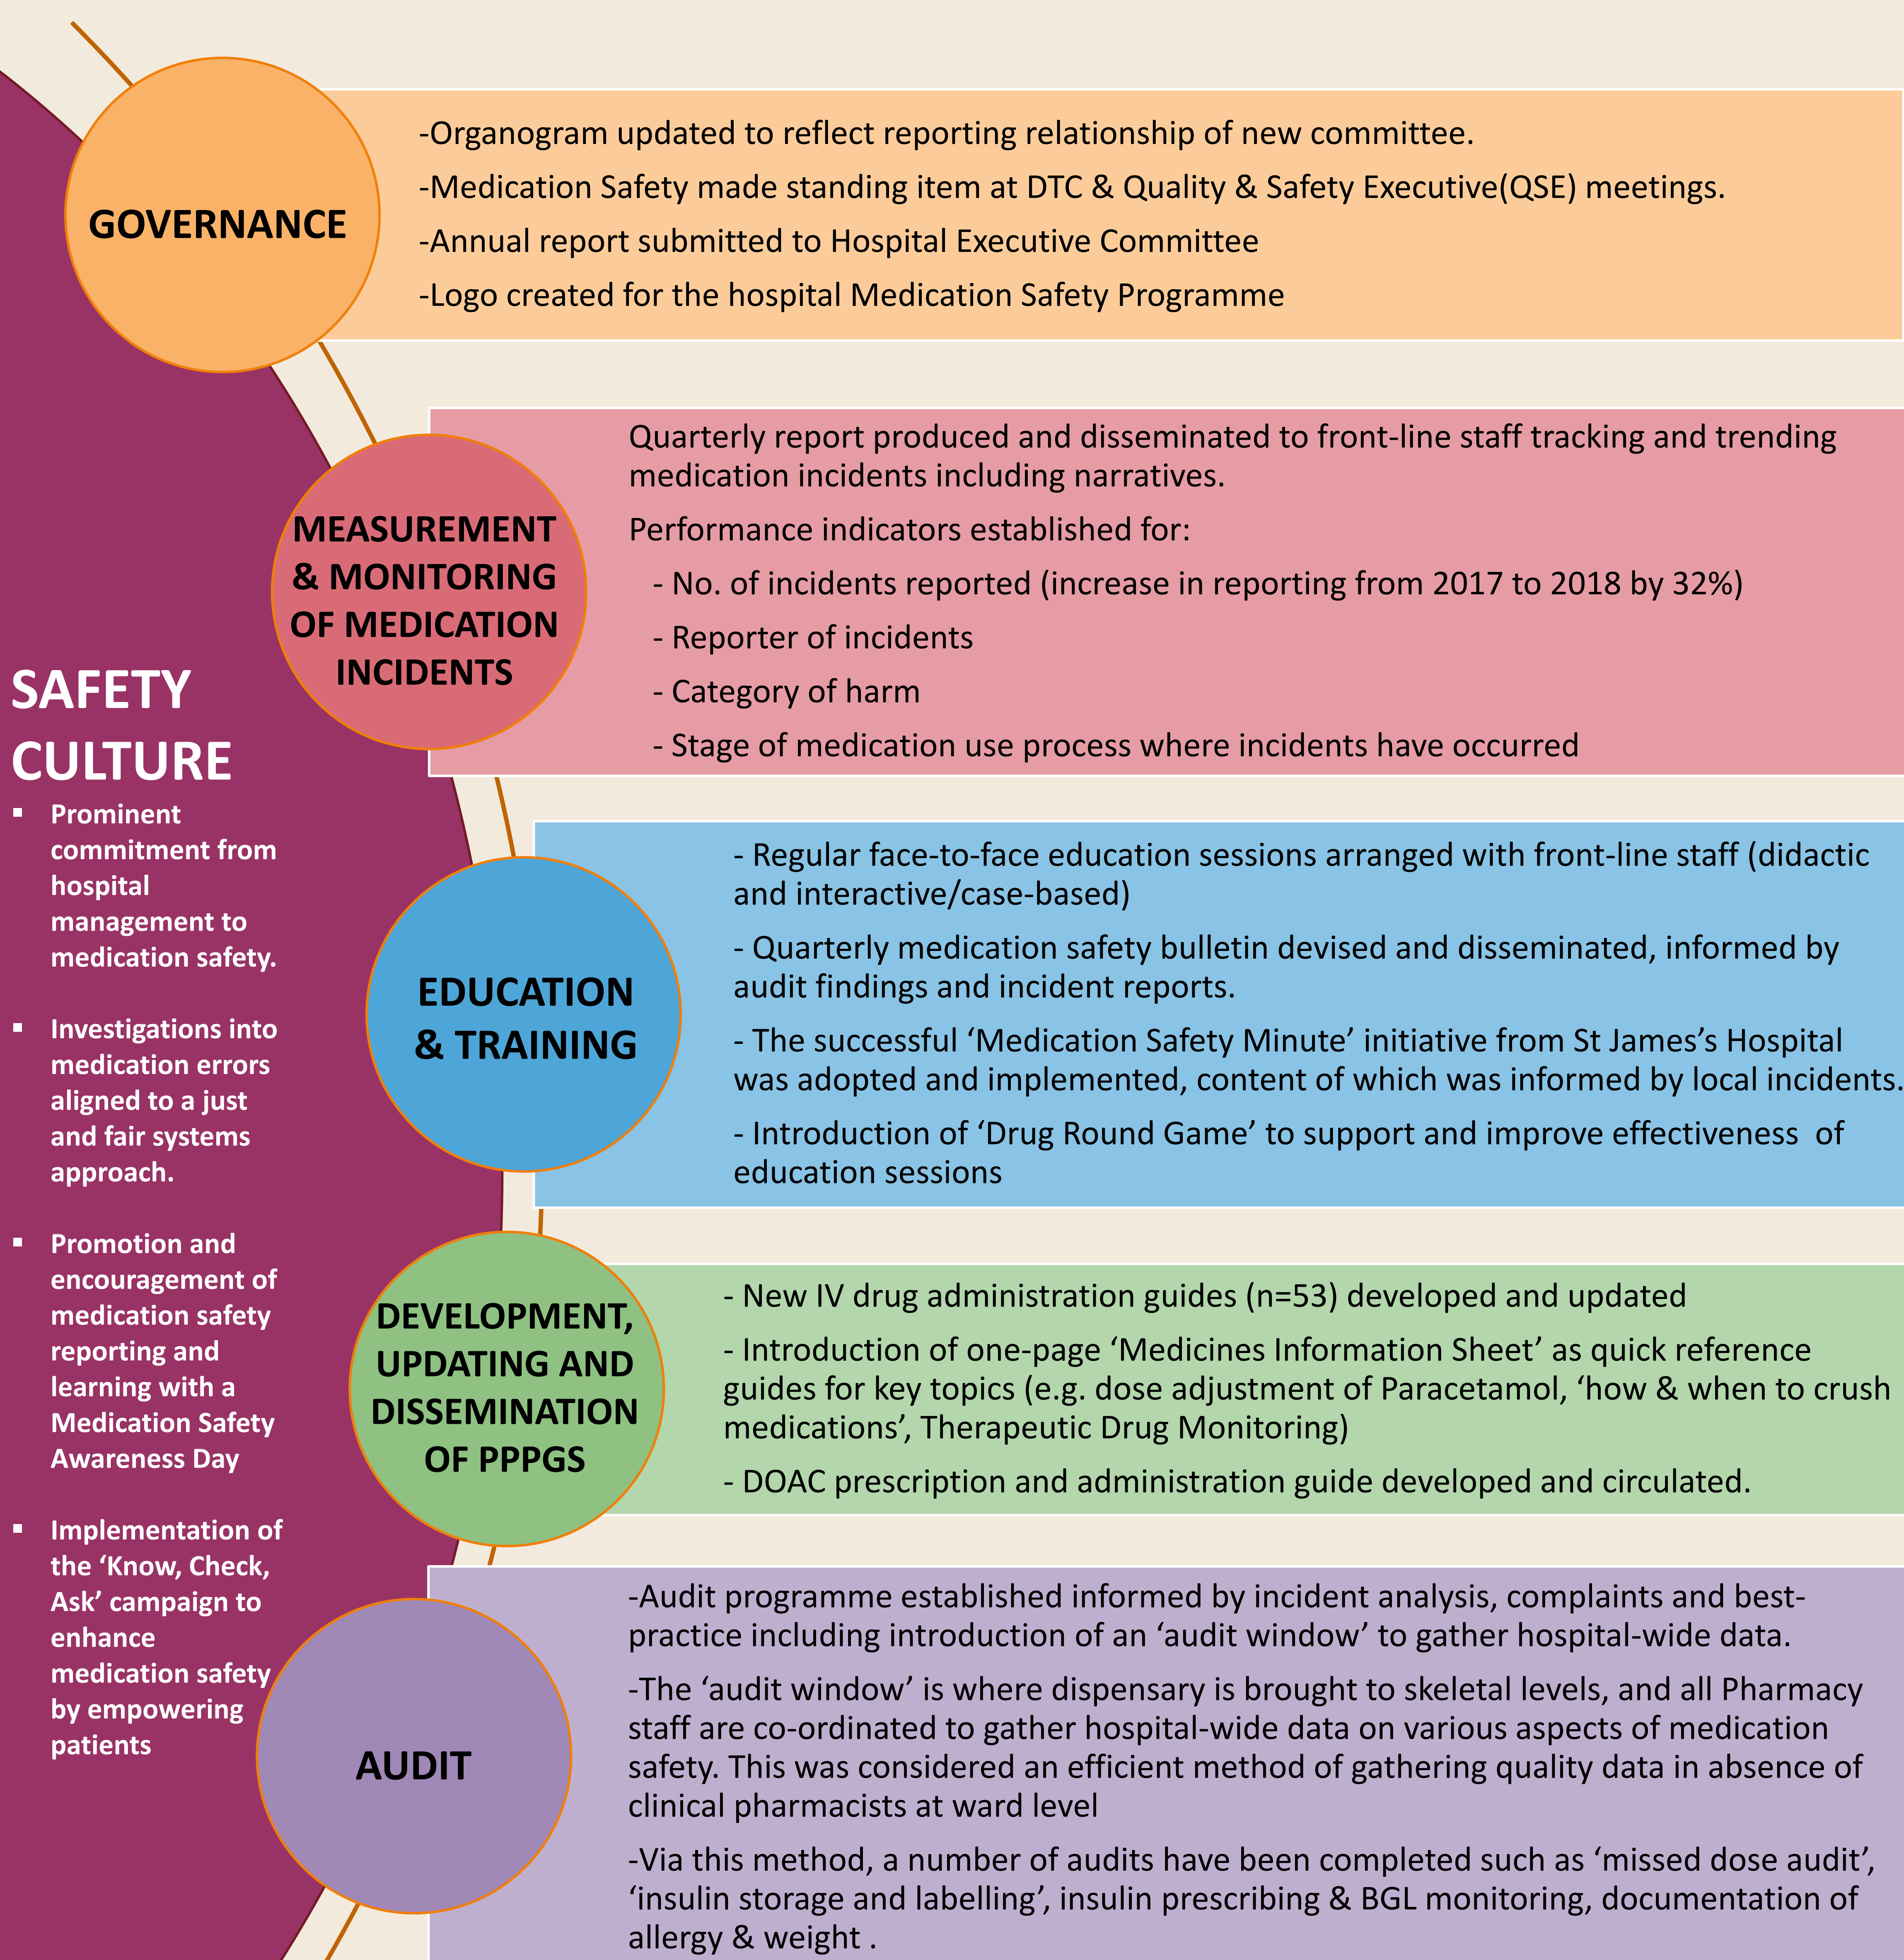 GOVERNANCE
-Organogram updated to reflect reporting relationship of new committee.
-Medication Safety made standing item at DTC & Quality & Safety Executive(QSE) meetings.
-Annual report submitted to Hospital Executive Committee
-Logo created for the hospital Medication Safety Programme
MEASUREMENT
& MONITORING
OF MEDICATION
INCIDENTS
Quarterly report produced and disseminated to front-line staff tracking and trending
medication incidents including narratives.
Performance indicators established for:
- No. of incidents reported (increase in reporting from 2017 to 2018 by 32%)
- Reporter of incidents
- Category of harm
- Stage of medication use process where incidents have occurred
SAFETY
CULTURE
▪ Prominent
commitment from
hospital
management to
medication safety.
▪ Investigations into
medication errors
aligned to a just
and fair systems
approach.
▪ Promotion and
encouragement of
medication safety
reporting and
learning with a
Medication Safety
Awareness Day
▪ Implementation of
the ‘Know, Check,
Ask’ campaign to
enhance
medication safety
by empowering
patients
EDUCATION
& TRAINING
- Regular face-to-face education sessions arranged with front-line staff (didactic
and interactive/case-based)
- Quarterly medication safety bulletin devised and disseminated, informed by
audit findings and incident reports.
- The successful ‘Medication Safety Minute’ initiative from St James’s Hospital
was adopted and implemented, content of which was informed by local incidents.
- Introduction of ‘Drug Round Game’ to support and improve effectiveness of
education sessions
DEVELOPMENT,
UPDATING AND
DISSEMINATION
OF PPPGS
- New IV drug administration guides (n=53) developed and updated
- Introduction of one-page ‘Medicines Information Sheet’ as quick reference
guides for key topics (e.g. dose adjustment of Paracetamol, ‘how & when to crush
medications’, Therapeutic Drug Monitoring)
- DOAC prescription and administration guide developed and circulated.
AUDIT
-Audit programme established informed by incident analysis, complaints and best-
practice including introduction of an ‘audit window’ to gather hospital-wide data.
-The ‘audit window’ is where dispensary is brought to skeletal levels, and all Pharmacy
staff are co-ordinated to gather hospital-wide data on various aspects of medication
safety. This was considered an efficient method of gathering quality data in absence of
clinical pharmacists at ward level
-Via this method, a number of audits have been completed such as ‘missed dose audit’,
‘insulin storage and labelling’, insulin prescribing & BGL monitoring, documentation of
allergy & weight .